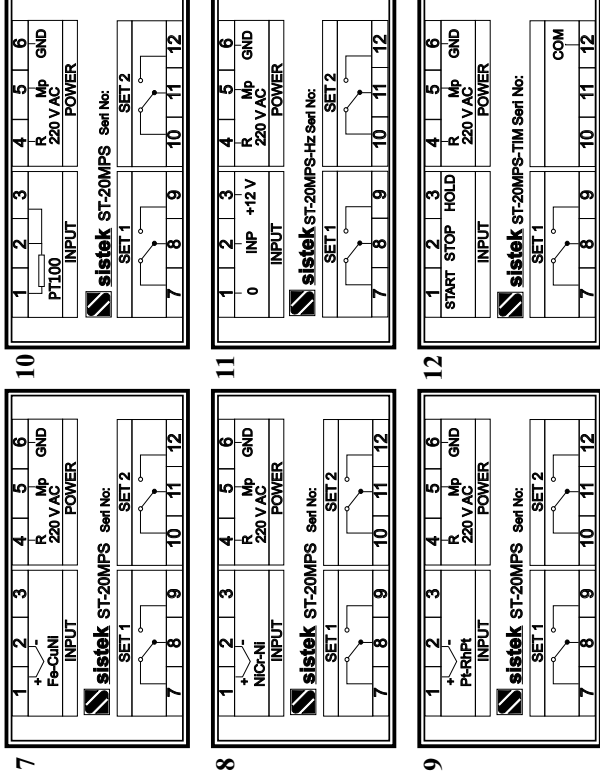 7
1 2 3 4 5 6
+ - R Mp GND
Fe-CuNi 220 V AC
INPUT POWER
sistek ST-20MPS Seri No:
SET 1 SET 2
7 8 9 10 11 12
8
1 2 3 4 5 6
+ - R Mp GND
NiCr-Ni 220 V AC
INPUT POWER
sistek ST-20MPS Seri No:
SET 1 SET 2
7 8 9 10 11 12
9
1 2 3 4 5 6
+ - R Mp GND
Pt-RhPt 220 V AC
INPUT POWER
sistek ST-20MPS Seri No:
SET 1 SET 2
7 8 9 10 11 12
10
1 2 3 4 5 6
R Mp GND
PT100 220 V AC
INPUT POWER
sistek ST-20MPS Seri No:
SET 1 SET 2
7 8 9 10 11 12
11
1 2 3 4 5 6
0 INP +12 V R Mp GND
220 V AC
INPUT POWER
sistek ST-20MPS-Hz Seri No:
SET 1 SET 2
7 8 9 10 11 12
12
1 2 3 4 5 6
START STOP HOLD R Mp GND
220 V AC
INPUT POWER
sistek ST-20MPS-TIM Seri No:
SET 1
COM
7 8 9 10 11 12